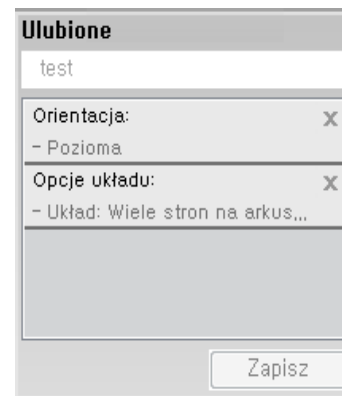 Ulubione
test
Orientacja: x
- Pozioma
Opcje układu: x
- Układ: Wiele stron na arkus...
Zapisz